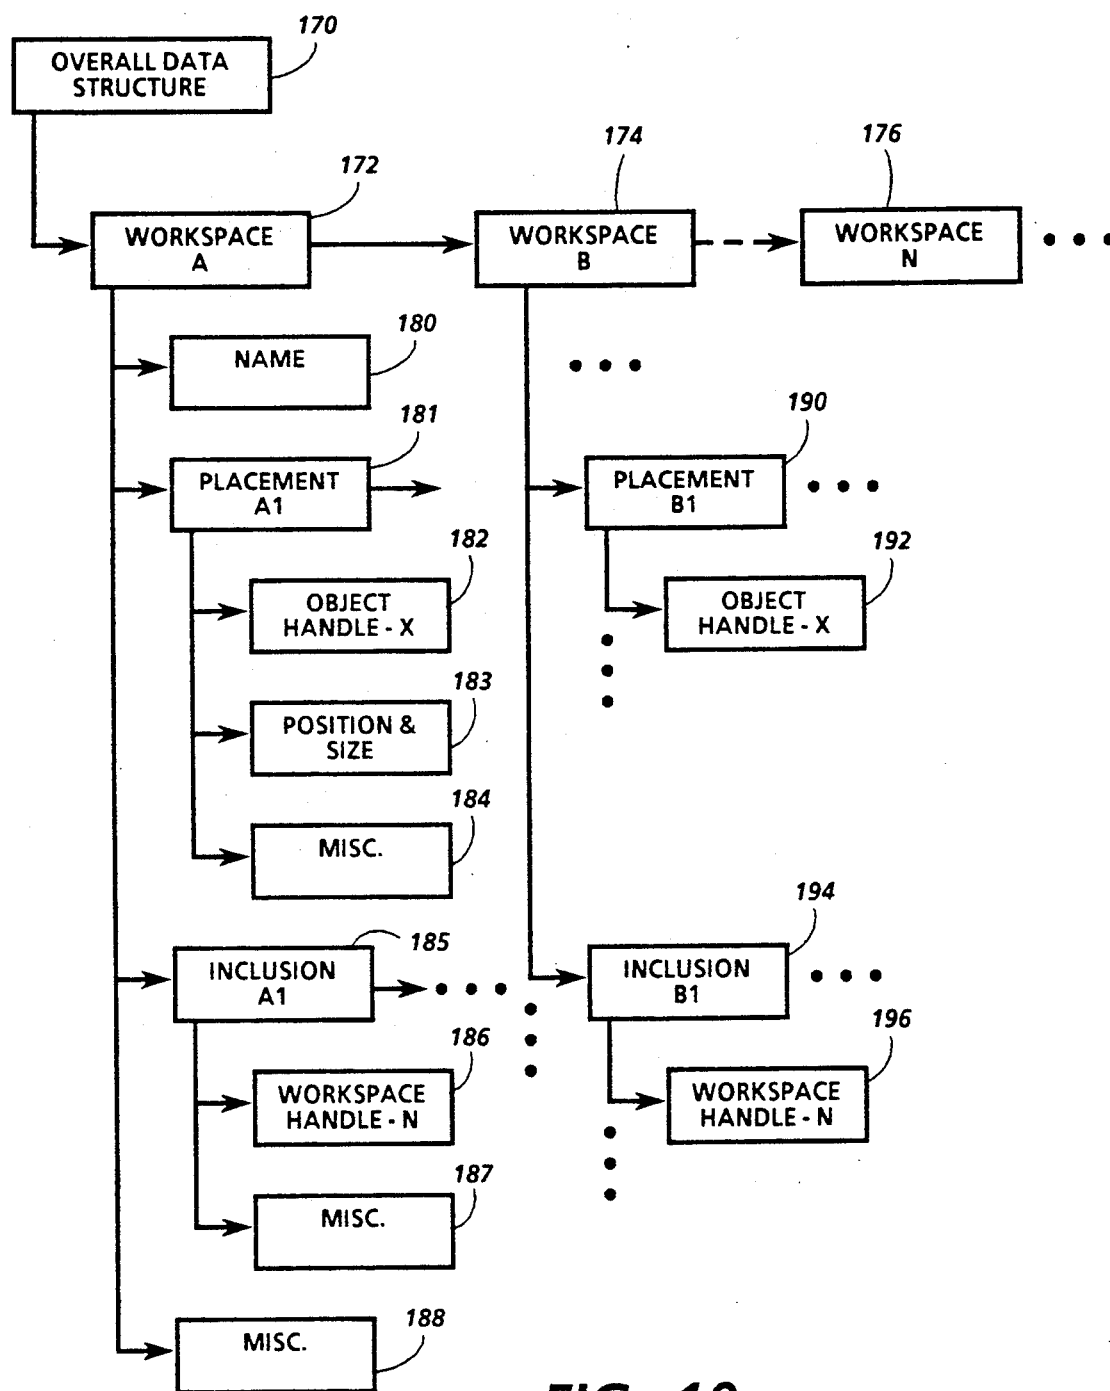 170
OVERALL DATA
STRUCTURE
172
174
176
WORKSPACE
A
WORKSPACE
B
WORKSPACE
N
180
NAME
181
190
PLACEMENT
A1
PLACEMENT
B1
182
192
OBJECT
HANDLE - X
OBJECT
HANDLE - X
183
POSITION &
SIZE
184
MISC.
185
194
INCLUSION
A1
INCLUSION
B1
186
196
WORKSPACE
HANDLE - N
WORKSPACE
HANDLE - N
187
MISC.
188
MISC.